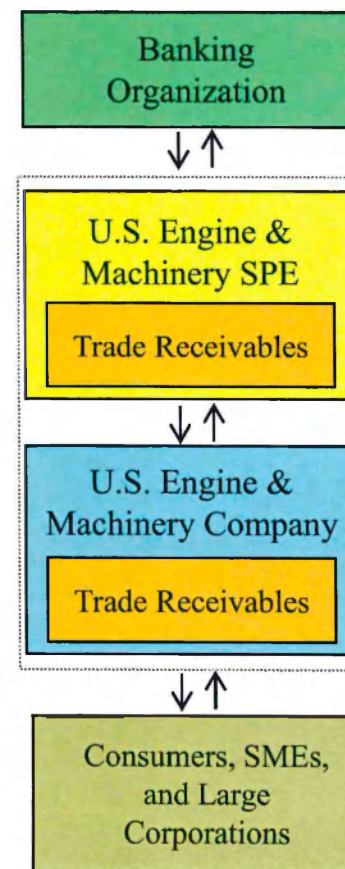 Banking
Organization
U.S. Engine &
Machinery SPE
Trade Receivables
U.S. Engine &
Machinery Company
Trade Receivables
Consumers, SMEs,
and Large
Corporations